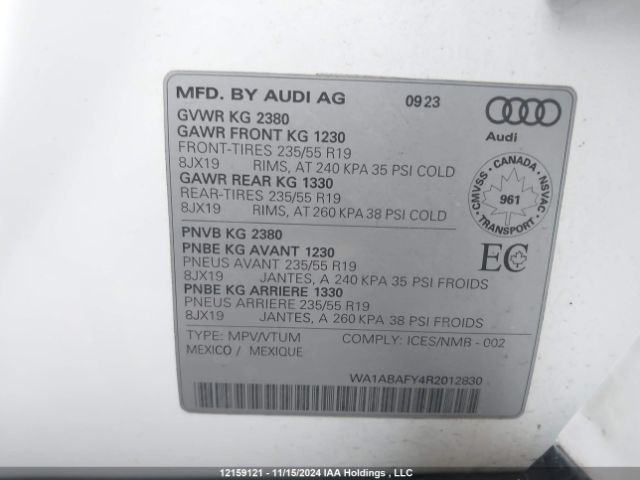 MFD. BY AUDI AG 0923
Audi
GVWR KG 2380
GAWR FRONT KG 1230
FRONT-TIRES 235/55 R19
8JX19 RIMS, AT 240 KPA 35 PSI COLD
GAWR REAR KG 1330
REAR-TIRES 235/55 R19
8JX19 RIMS, AT 260 KPA 38 PSI COLD
CMVSS - CANADA - NSVAC
961
TRANSPORT
PNVB KG 2380
PNBE KG AVANT 1230
PNEUS AVANT 235/55 R19
8JX19 JANTES, A 240 KPA 35 PSI FROIDS
PNBE KG ARRIERE 1330
PNEUS ARRIERE 235/55 R19
8JX19 JANTES, A 260 KPA 38 PSI FROIDS
EC
TYPE: MPV/VTUM COMPLY: ICES/NMB - 002
MEXICO / MEXIQUE
WA1ABAFY4R2012830
12159121 - 11/15/2024 IAA Holdings , LLC